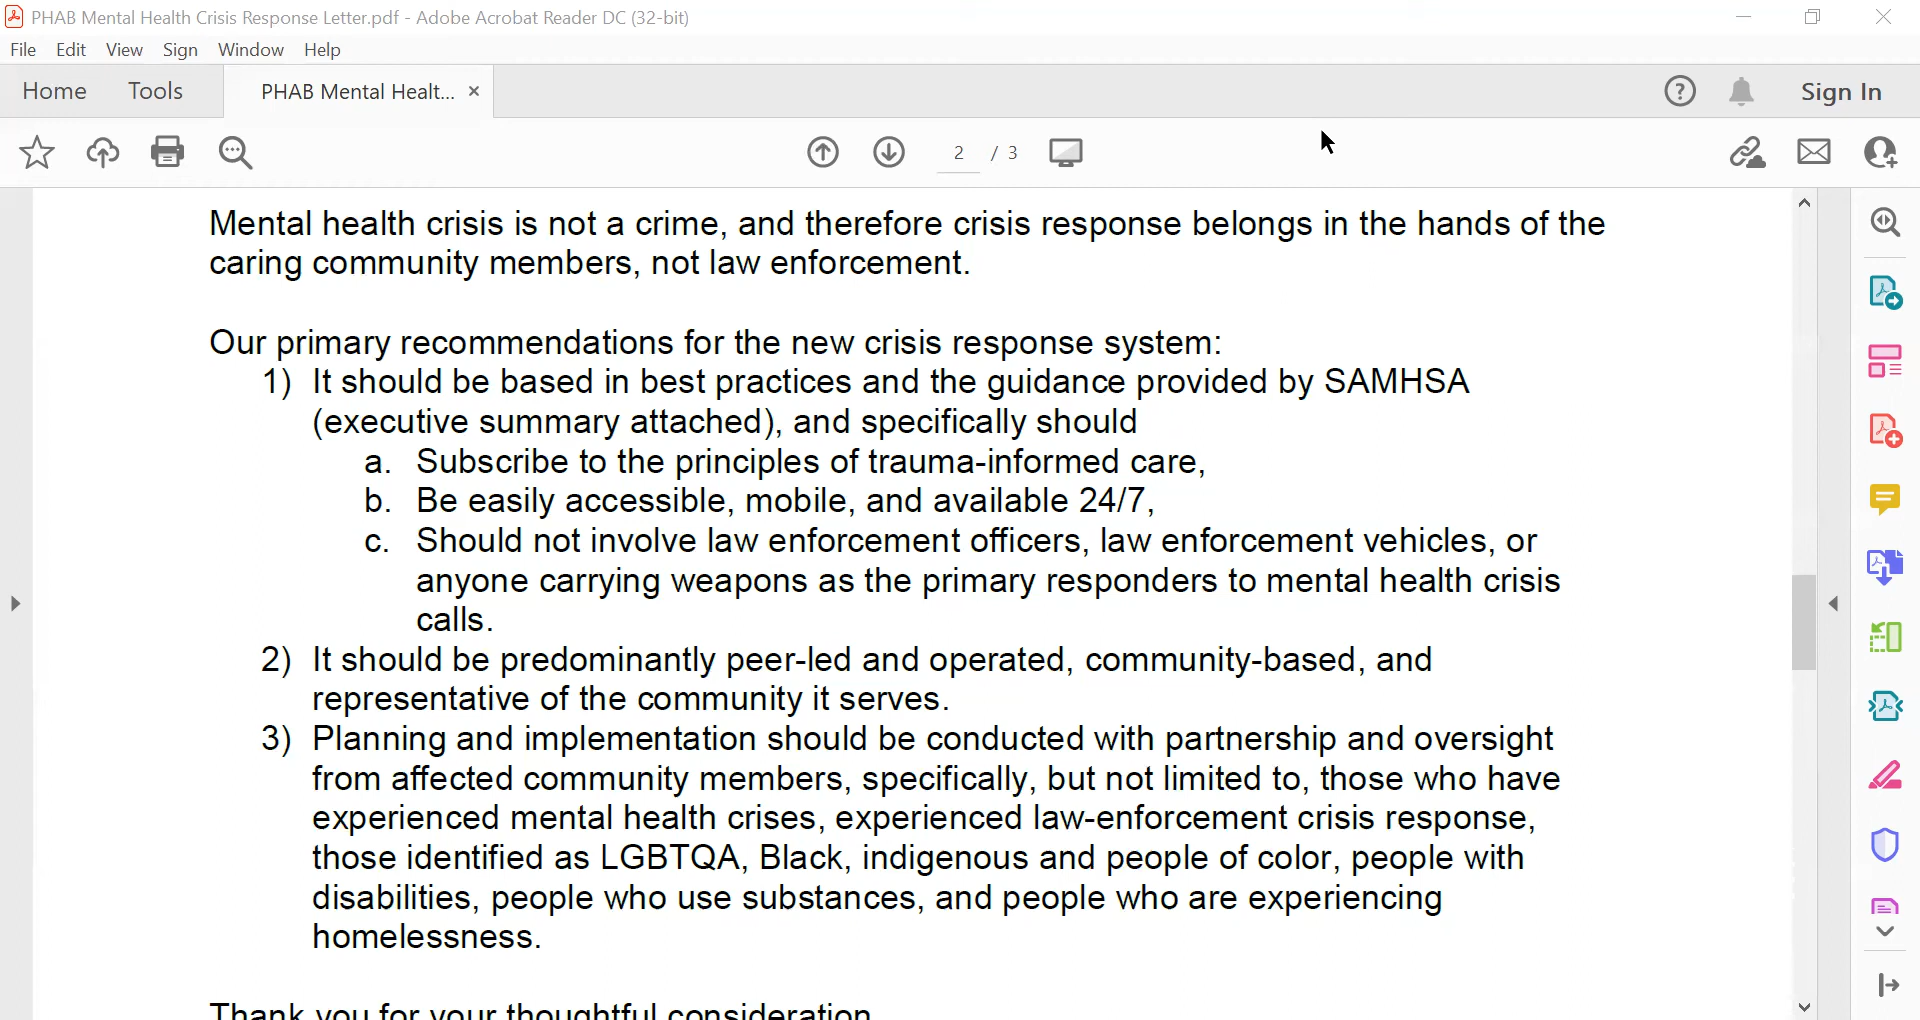 PHAB Mental Health Crisis Response Letter.pdf - Adobe Acrobat Reader DC (32-bit)
File Edit View Sign Window Help
Home Tools PHAB Mental Healt... × Sign In
2 / 3
Mental health crisis is not a crime, and therefore crisis response belongs in the hands of the
caring community members, not law enforcement.
Our primary recommendations for the new crisis response system:
1) It should be based in best practices and the guidance provided by SAMHSA
(executive summary attached), and specifically should
a. Subscribe to the principles of trauma-informed care,
b. Be easily accessible, mobile, and available 24/7,
c. Should not involve law enforcement officers, law enforcement vehicles, or
anyone carrying weapons as the primary responders to mental health crisis
calls.
2) It should be predominantly peer-led and operated, community-based, and
representative of the community it serves.
3) Planning and implementation should be conducted with partnership and oversight
from affected community members, specifically, but not limited to, those who have
experienced mental health crises, experienced law-enforcement crisis response,
those identified as LGBTQA, Black, indigenous and people of color, people with
disabilities, people who use substances, and people who are experiencing
homelessness.
Thank you for your thoughtful consideration